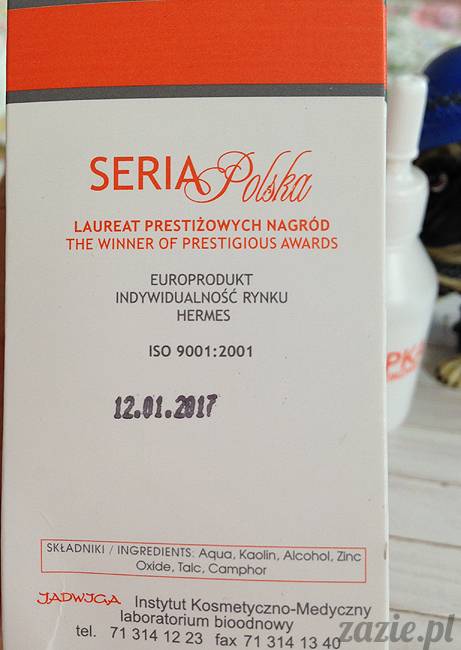 SERIA Polska
LAUREAT PRESTIŻOWYCH NAGRÓD
THE WINNER OF PRESTIGIOUS AWARDS
EUROPRODUKT
INDYWIDUALNOŚĆ RYNKU
HERMES
ISO 9001:2001
12.01.2017
SKŁADNIKI / INGREDIENTS: Aqua, Kaolin, Alcohol, Zinc
Oxide, Talc, Camphor
JADWIGA Instytut Kosmetyczno-Medyczny
laboratorium bioodnowy
tel. 71 314 12 23 fax 71 314 13 40
zazie.pl